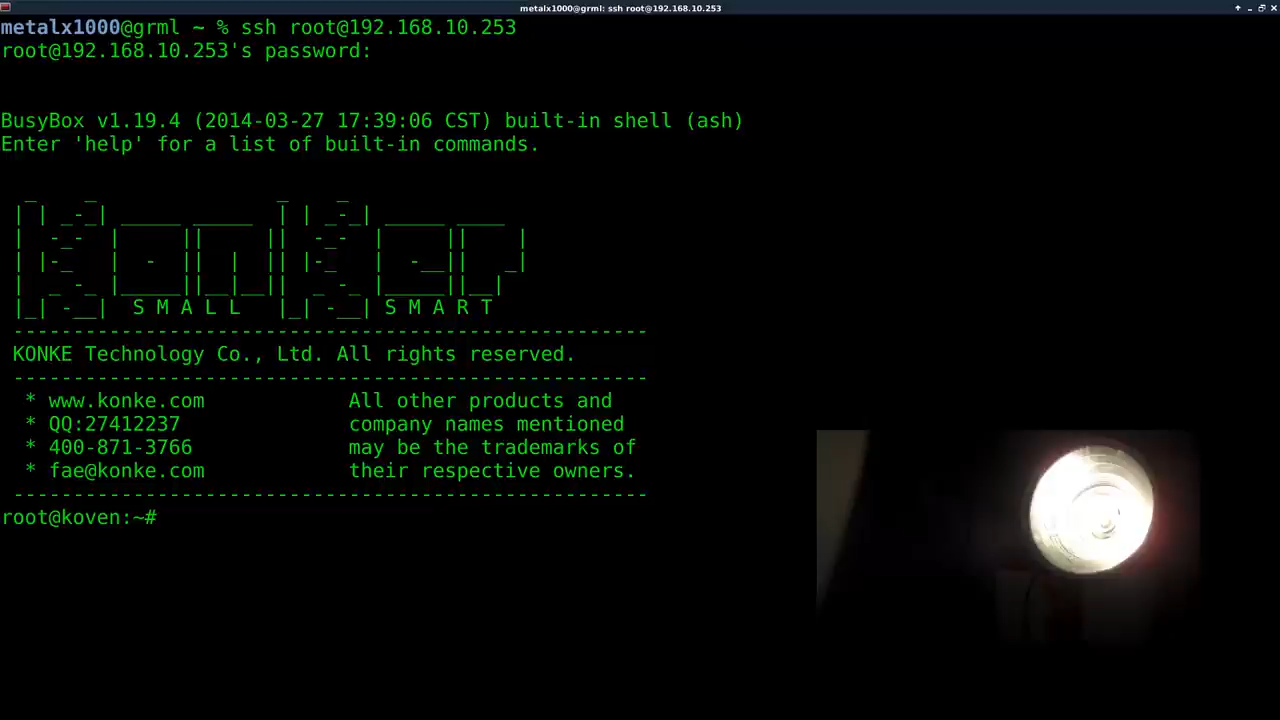 metalx1000@grml: ssh root@192.168.10.253
metalx1000@grml ~ % ssh root@192.168.10.253
root@192.168.10.253's password:
BusyBox v1.19.4 (2014-03-27 17:39:06 CST) built-in shell (ash)
Enter 'help' for a list of built-in commands.
KonKer
SMALL SMART
KONKE Technology Co., Ltd. All rights reserved.
* www.konke.com All other products and
* QQ:27412237 company names mentioned
* 400-871-3766 may be the trademarks of
* fae@konke.com their respective owners.
root@koven:~#